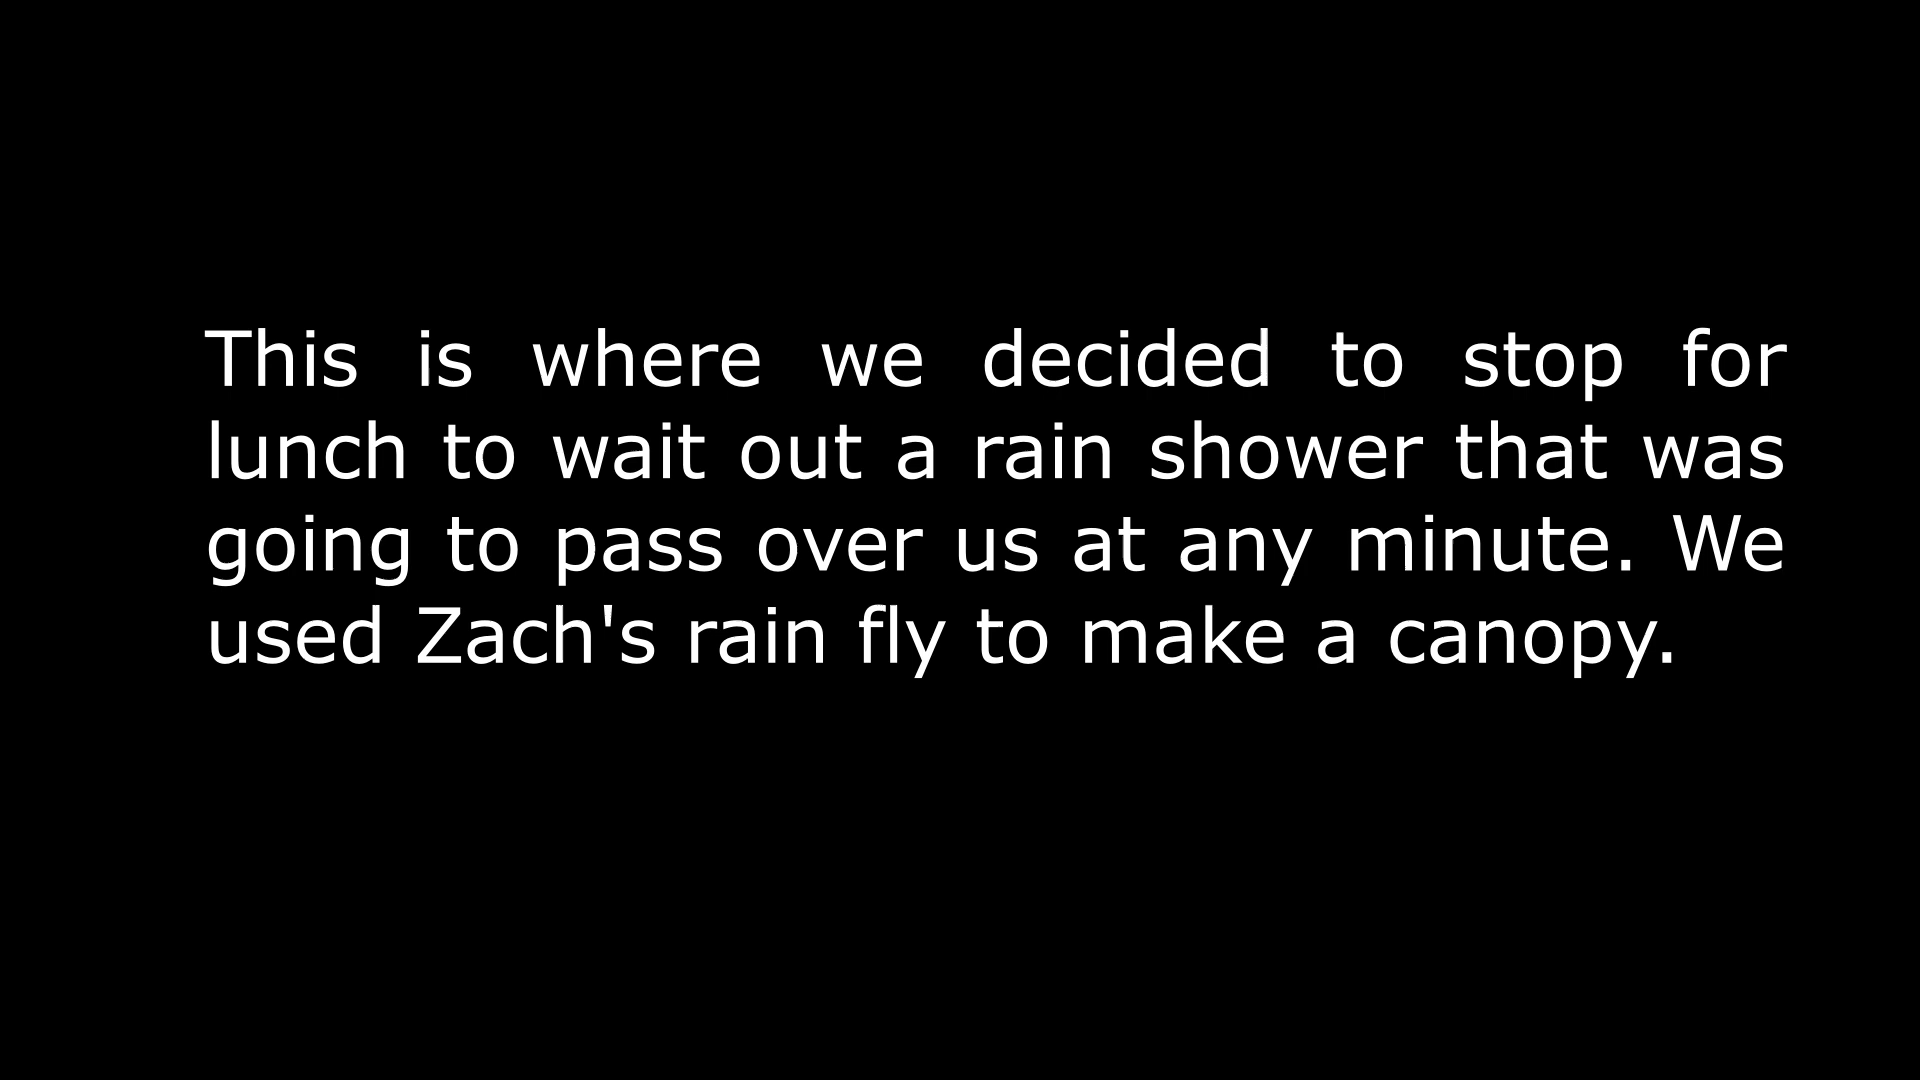 This is where we decided to stop for
lunch to wait out a rain shower that was
going to pass over us at any minute. We
used Zach's rain fly to make a canopy.